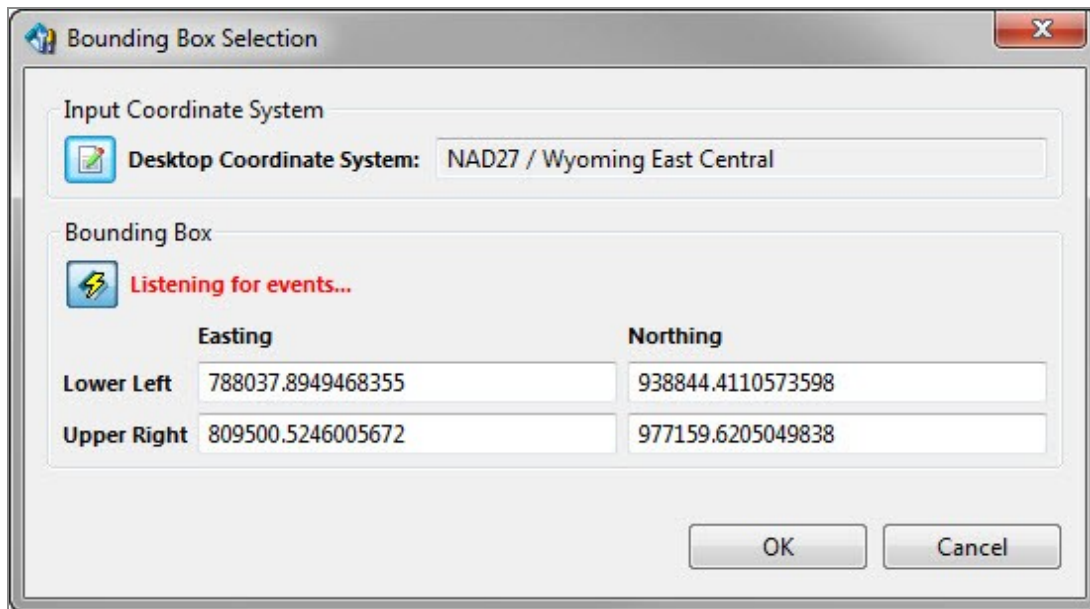 Bounding Box Selection
Input Coordinate System
Desktop Coordinate System: NAD27 / Wyoming East Central
Bounding Box
Listening for events...
Easting Northing
Lower Left 788037.8949468355 938844.4110573598
Upper Right 809500.5246005672 977159.6205049838
OK Cancel